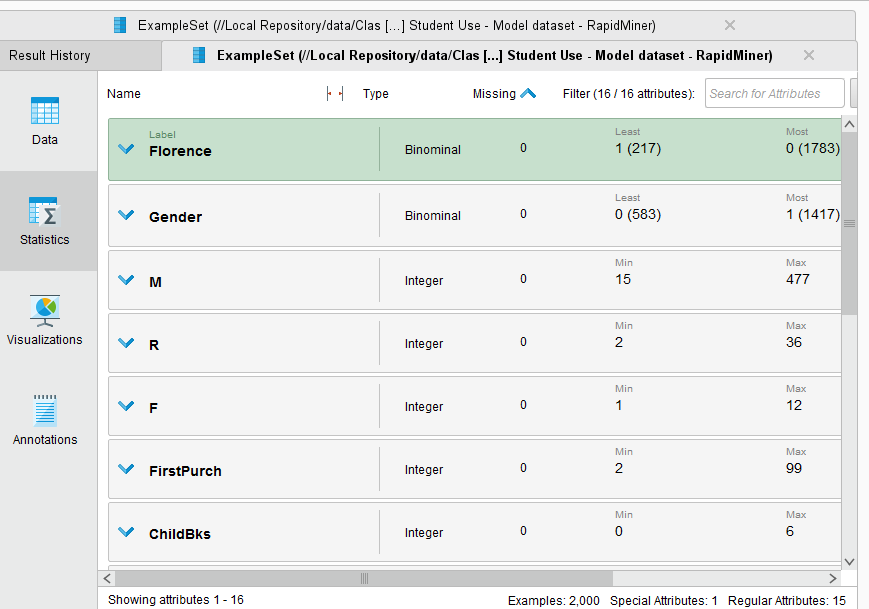 ExampleSet (//Local Repository/data/Clas [...] Student Use - Model dataset - RapidMiner)
Result History
ExampleSet (//Local Repository/data/Clas [...] Student Use - Model dataset - RapidMiner)
Name Type Missing Filter (16 / 16 attributes): Search for Attributes
Data
Label
Florence Binominal 0 Least 1 (217) Most 0 (1783)
Gender Binominal 0 Least 0 (583) Most 1 (1417)
Statistics
M Integer 0 Min 15 Max 477
Visualizations
R Integer 0 Min 2 Max 36
F Integer 0 Min 1 Max 12
Annotations
FirstPurch Integer 0 Min 2 Max 99
ChildBks Integer 0 Min 0 Max 6
Showing attributes 1 - 16
Examples: 2,000 Special Attributes: 1 Regular Attributes: 15